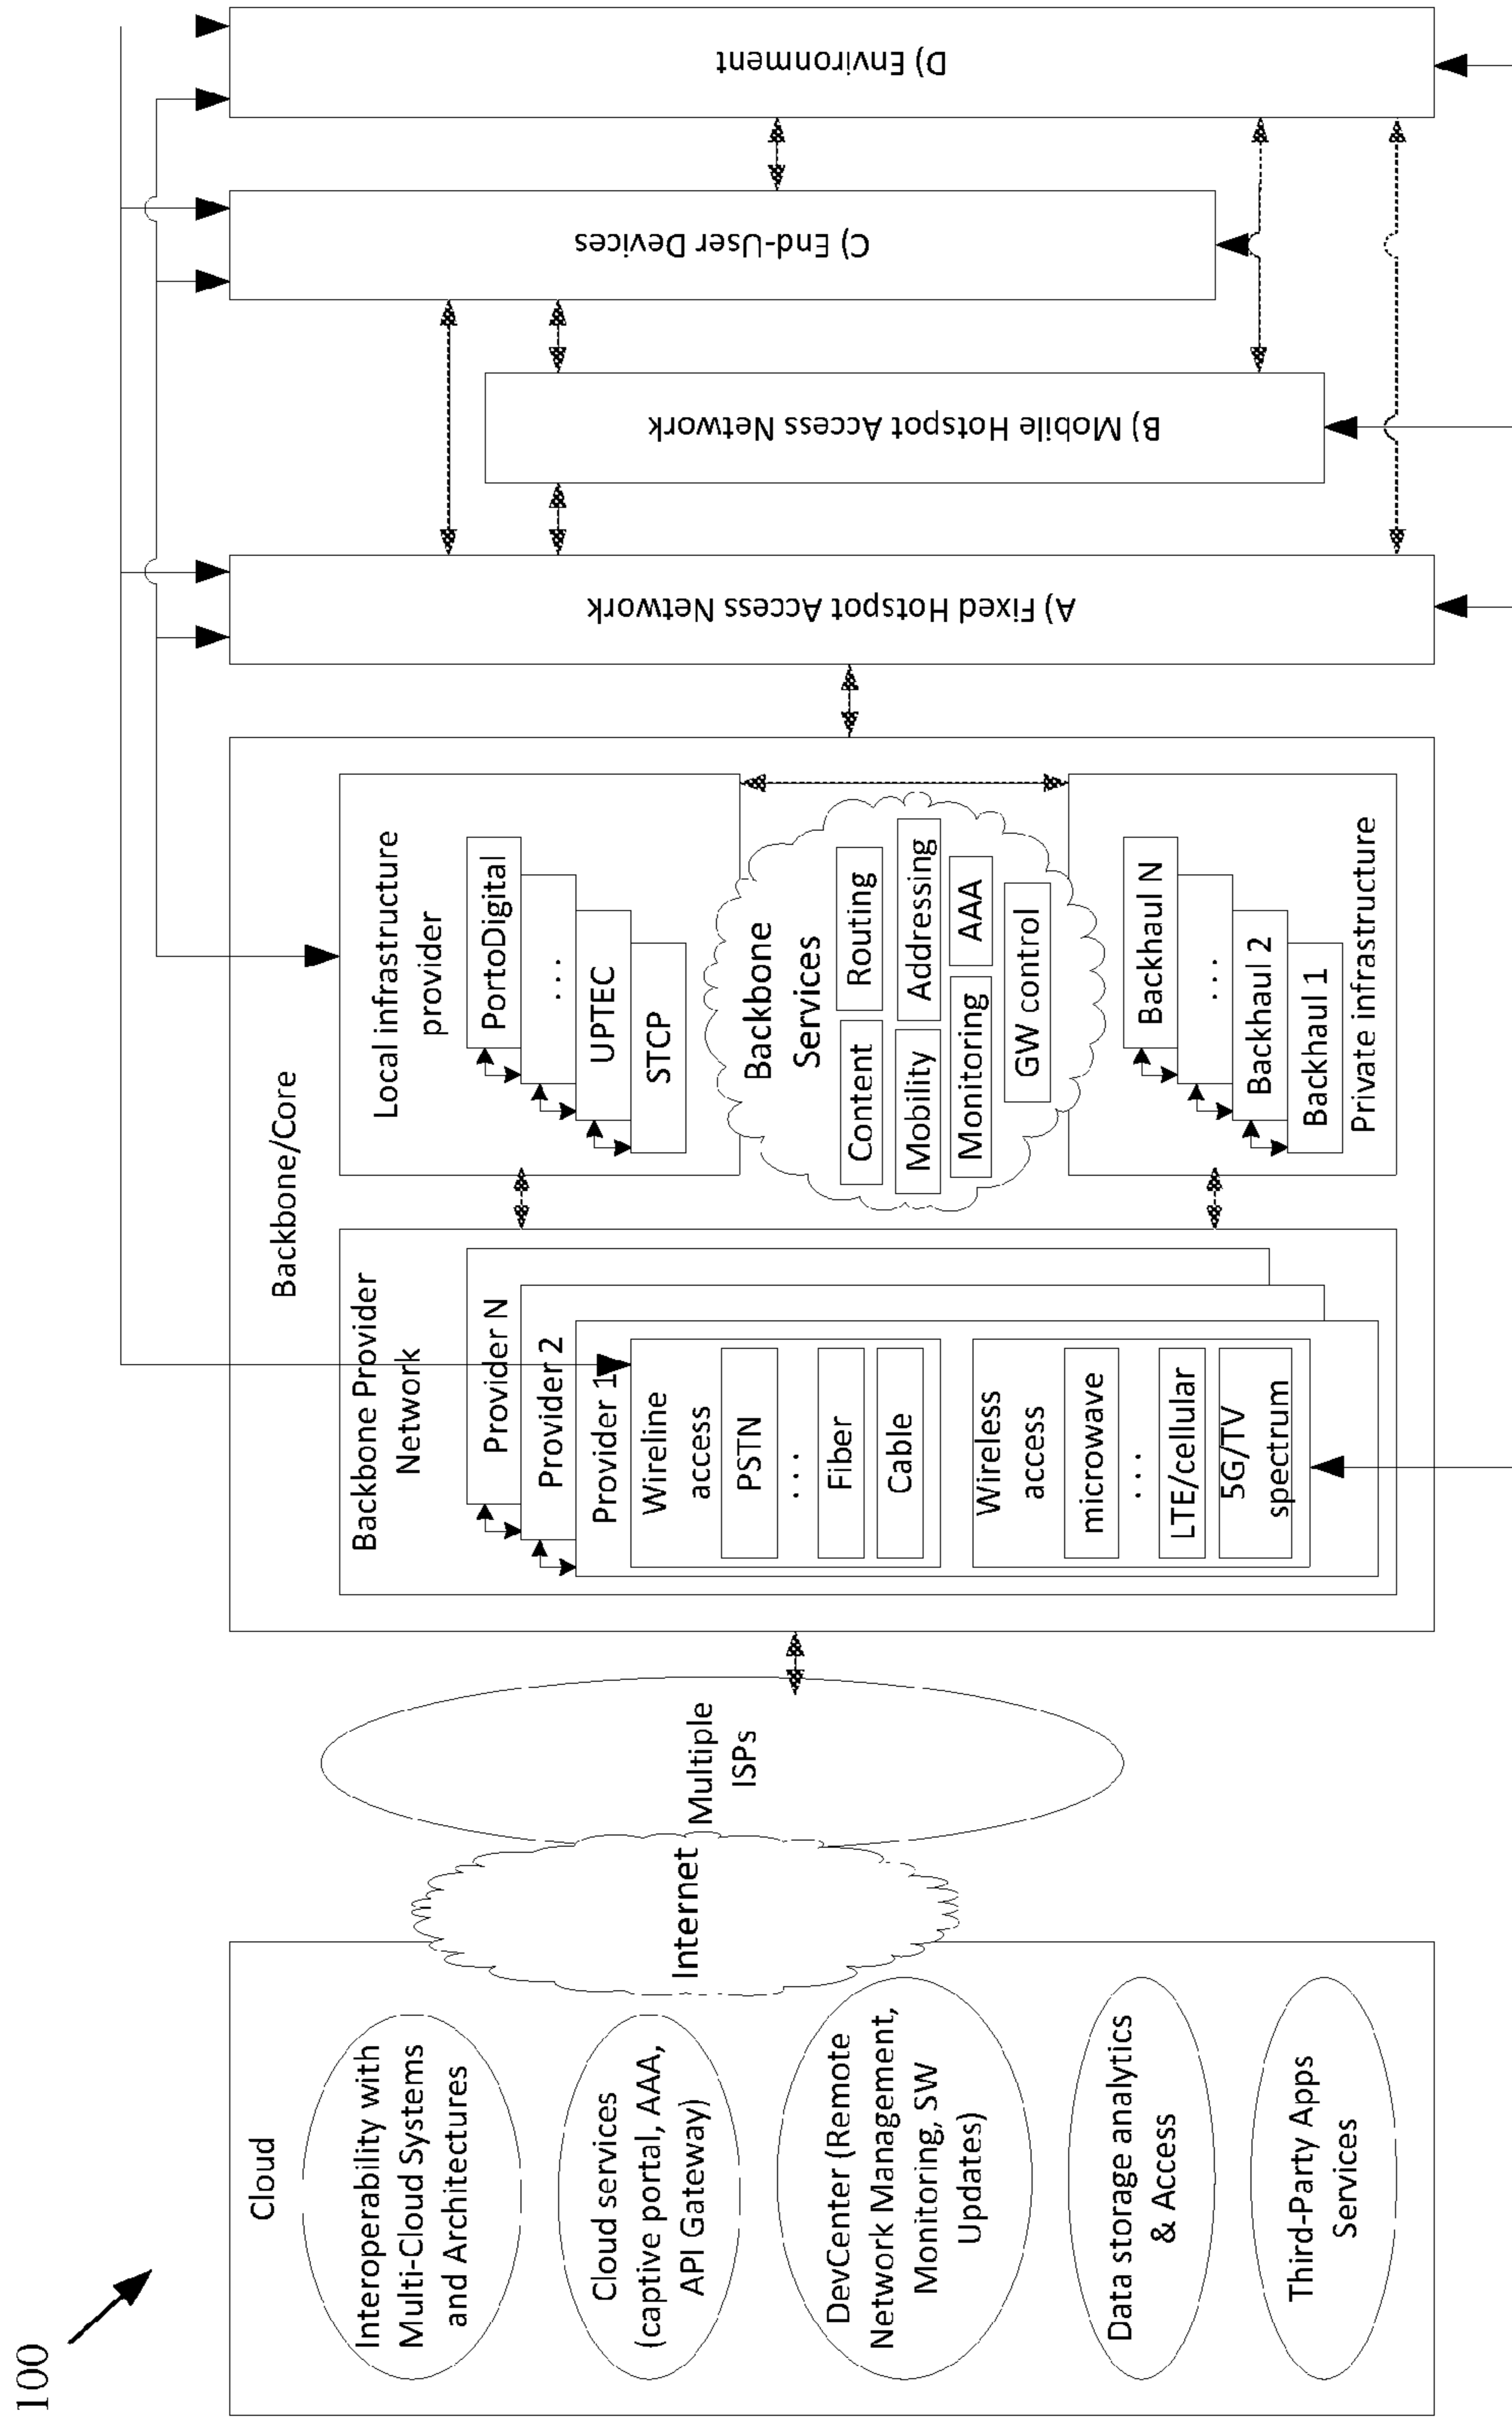 100
Cloud
Interoperability with
Multi-Cloud Systems
and Architectures
Cloud services
(captive portal, AAA,
API Gateway)
DevCenter (Remote
Network Management,
Monitoring, SW
Updates)
Data storage analytics
& Access
Third-Party Apps
Services
Internet
Multiple
ISPs
Backbone/Core
Backbone Provider
Network
Provider N
Provider 2
Provider 1
Wireline
access
PSTN
...
Fiber
Cable
Wireless
access
microwave
...
LTE/cellular
5G/TV
spectrum
Local infrastructure
provider
PortoDigital
...
UPTEC
STCP
Backbone
Services
Content
Routing
Mobility
Addressing
Monitoring
AAA
GW control
Backhaul N
...
Backhaul 2
Backhaul 1
Private infrastructure
A) Fixed Hotspot Access Network
B) Mobile Hotspot Access Network
C) End-User Devices
D) Environment